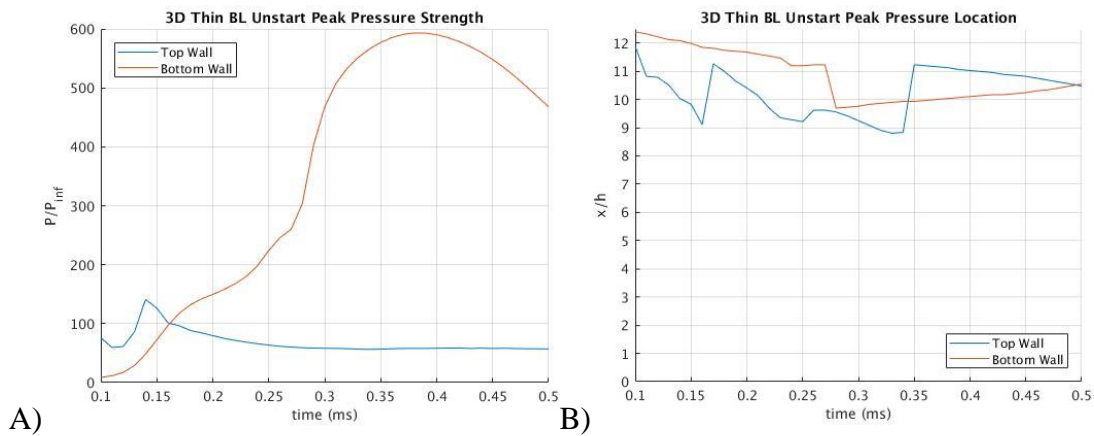 3D Thin BL Unstart Peak Pressure Strength
600
500
400
300
200
100
0
P/P_inf
Top Wall
Bottom Wall
0.1 0.15 0.2 0.25 0.3 0.35 0.4 0.45 0.5
time (ms)
A)
3D Thin BL Unstart Peak Pressure Location
12
11
10
9
8
7
6
5
4
3
2
1
0
x/h
Top Wall
Bottom Wall
0.1 0.15 0.2 0.25 0.3 0.35 0.4 0.45 0.5
time (ms)
B)